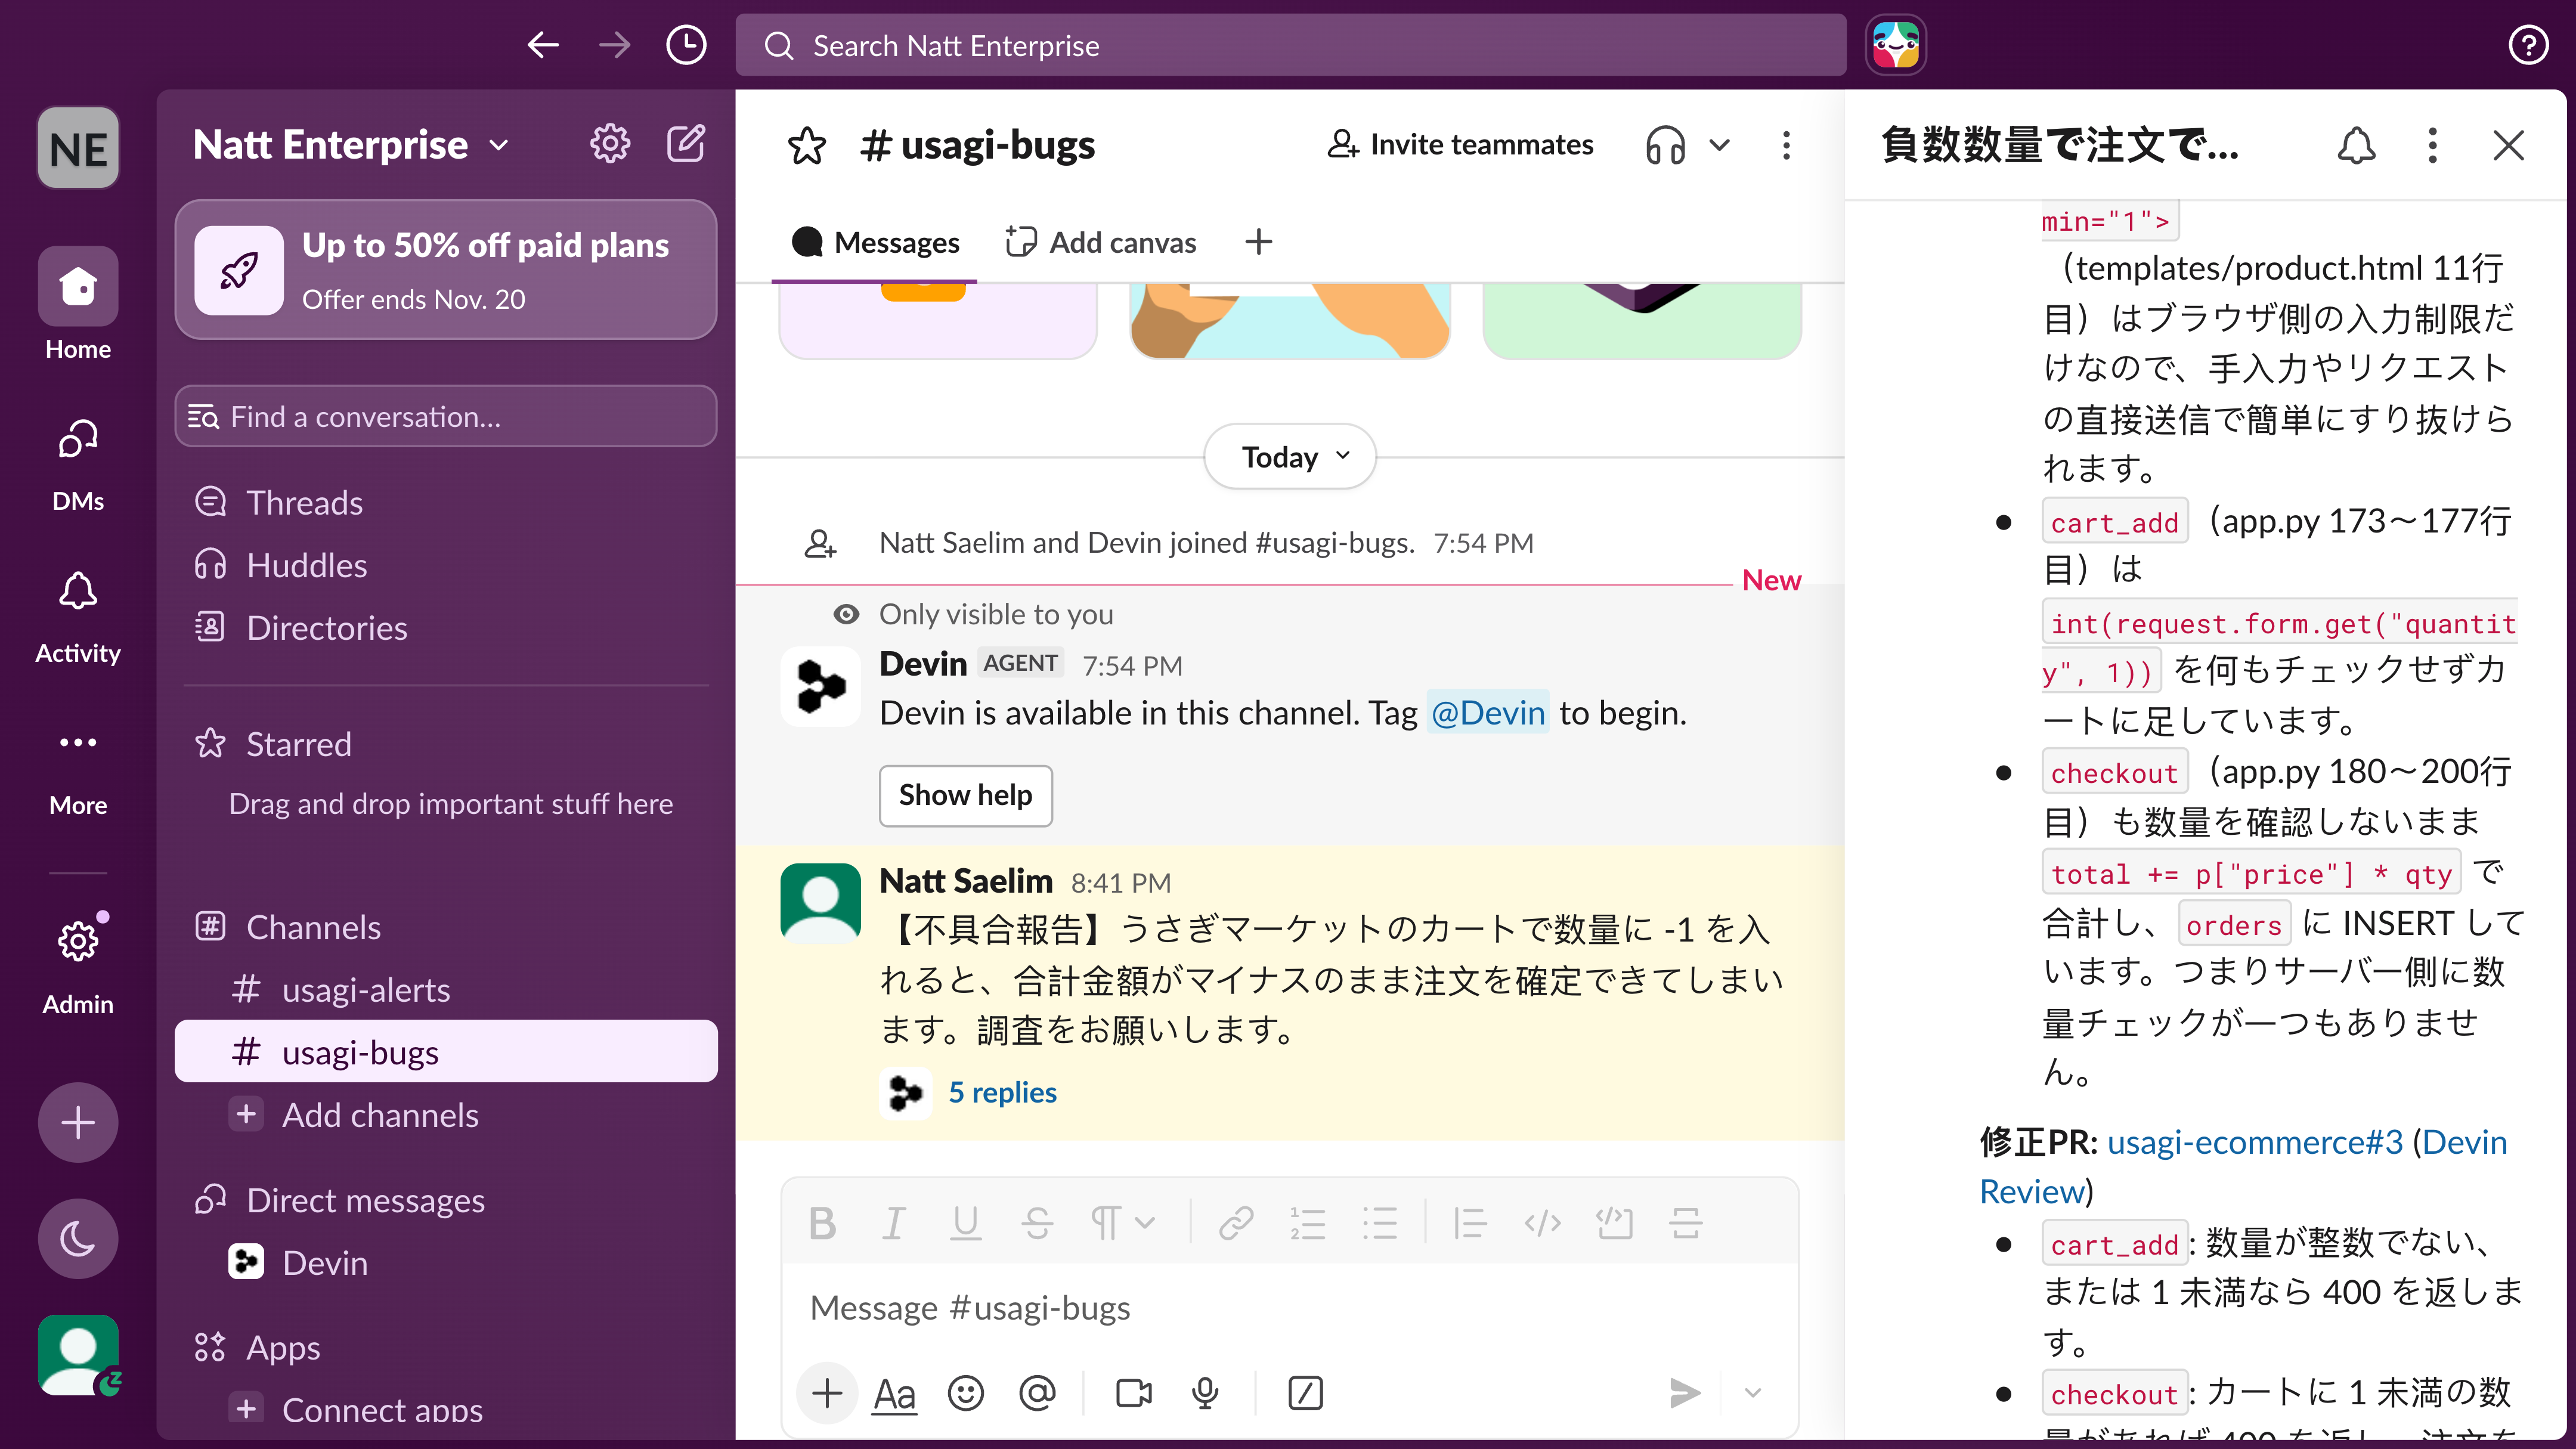 Search Natt Enterprise
NE
Home
DMs
Activity
More
Admin
Natt Enterprise
Up to 50% off paid plans
Offer ends Nov. 20
Find a conversation...
Threads
Huddles
Directories
Starred
Drag and drop important stuff here
Channels
# usagi-alerts
# usagi-bugs
Add channels
Direct messages
Devin
Apps
Connect apps
# usagi-bugs
Invite teammates
Messages
Add canvas
Today
Natt Saelim and Devin joined #usagi-bugs. 7:54 PM
New
Only visible to you
Devin AGENT 7:54 PM
Devin is available in this channel. Tag @Devin to begin.
Show help
Natt Saelim 8:41 PM
【不具合報告】うさぎマーケットのカートで数量に -1 を入
れると、合計金額がマイナスのまま注文を確定できてしまい
ます。調査をお願いします。
5 replies
Message #usagi-bugs
Aa
負数数量で注文で...
min="1">
（templates/product.html 11行
目）はブラウザ側の入力制限だ
けなので、手入力やリクエスト
の直接送信で簡単にすり抜けら
れます。
cart_add（app.py 173〜177行
目）は
int(request.form.get("quantit
y", 1)) を何もチェックせずカ
ートに足しています。
checkout（app.py 180〜200行
目）も数量を確認しないまま
total += p["price"] * qty で
合計し、orders に INSERT して
います。つまりサーバー側に数
量チェックが一つもありませ
ん。
修正PR: usagi-ecommerce#3 (Devin
Review)
cart_add: 数量が整数でない、
または 1 未満なら 400 を返しま
す。
checkout: カートに 1 未満の数
量があれば 400 を返し、注文を